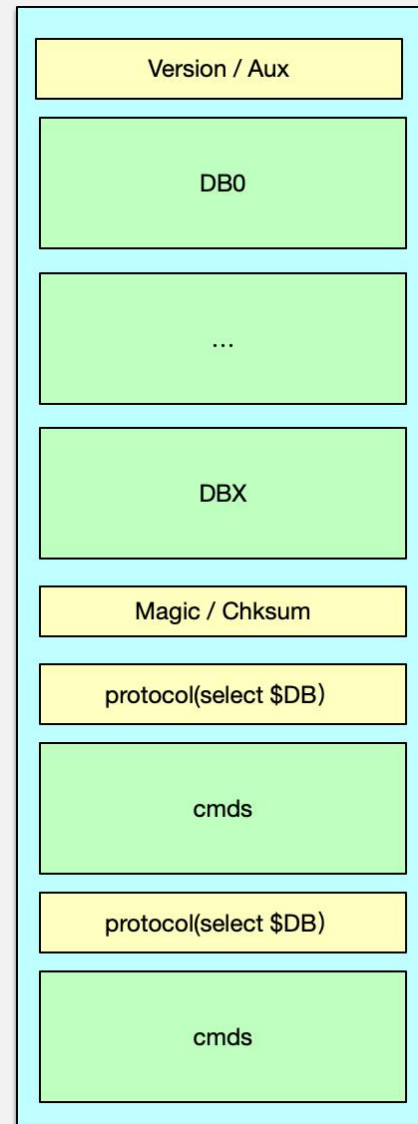 Version / Aux
DB0
...
DBX
Magic / Chksum
protocol(select $DB)
cmds
protocol(select $DB)
cmds